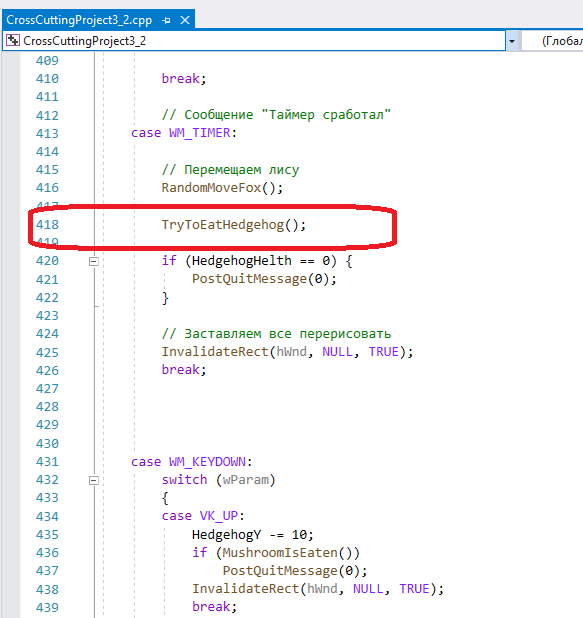 CrossCuttingProject3_2.cpp
CrossCuttingProject3_2
(Глобал
409
410 break;
411
412 // Сообщение "Таймер сработал"
413 case WM_TIMER:
414
415 // Перемещаем лису
416 RandomMoveFox();
417
418 TryToEatHedgehog();
419
420 if (HedgehogHelth == 0) {
421 PostQuitMessage(0);
422 }
423
424 // Заставляем все перерисовать
425 InvalidateRect(hWnd, NULL, TRUE);
426 break;
427
428
429
430
431 case WM_KEYDOWN:
432 switch (wParam)
433 {
434 case VK_UP:
435 HedgehogY -= 10;
436 if (MushroomIsEaten())
437 PostQuitMessage(0);
438 InvalidateRect(hWnd, NULL, TRUE);
439 break;